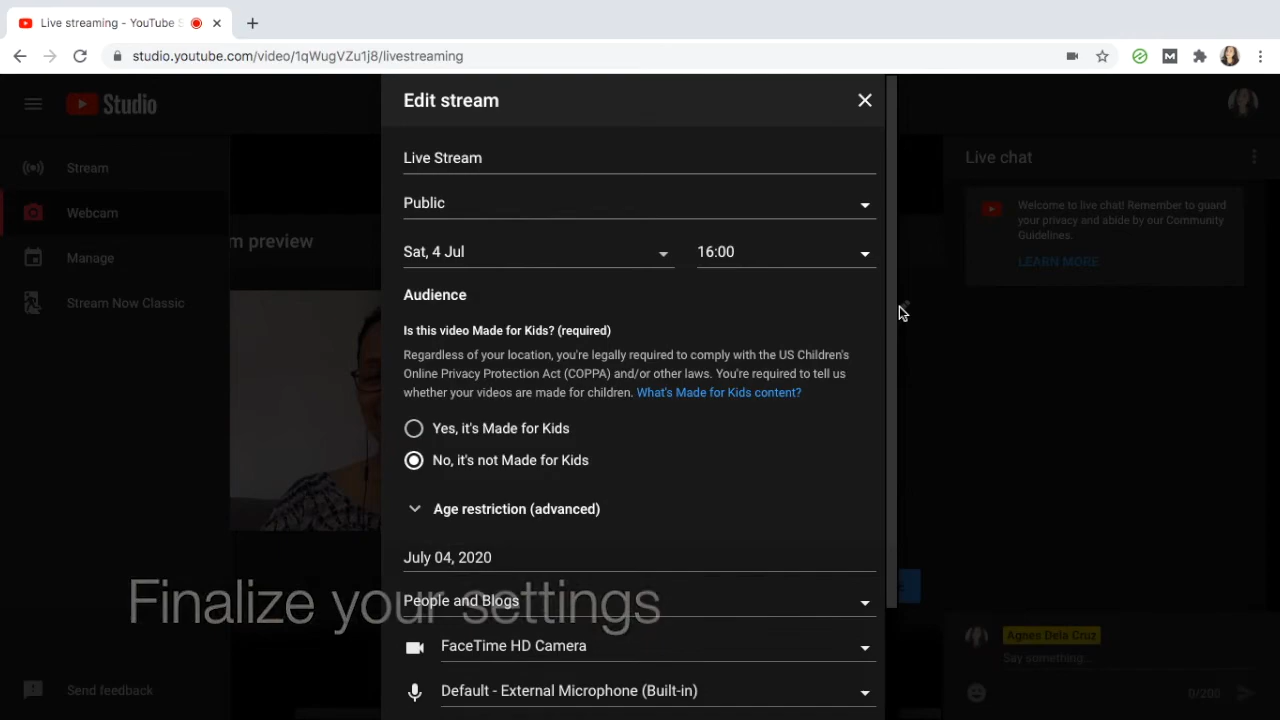 Live streaming - YouTube S
studio.youtube.com/video/1qWugVZu1j8/livestreaming
Studio
Stream
Webcam
Manage
Stream Now Classic
Send feedback
m preview
Edit stream
Live Stream
Public
Sat, 4 Jul
16:00
Audience
Is this video Made for Kids? (required)
Regardless of your location, you're legally required to comply with the US Children's
Online Privacy Protection Act (COPPA) and/or other laws. You're required to tell us
whether your videos are made for children. What's Made for Kids content?
Yes, it's Made for Kids
No, it's not Made for Kids
Age restriction (advanced)
July 04, 2020
People and Blogs
FaceTime HD Camera
Default - External Microphone (Built-in)
Finalize your settings
Live chat
Welcome to live chat! Remember to guard
your privacy and abide by our Community
Guidelines.
LEARN MORE
Agnes Dela Cruz
Say something...
0/200